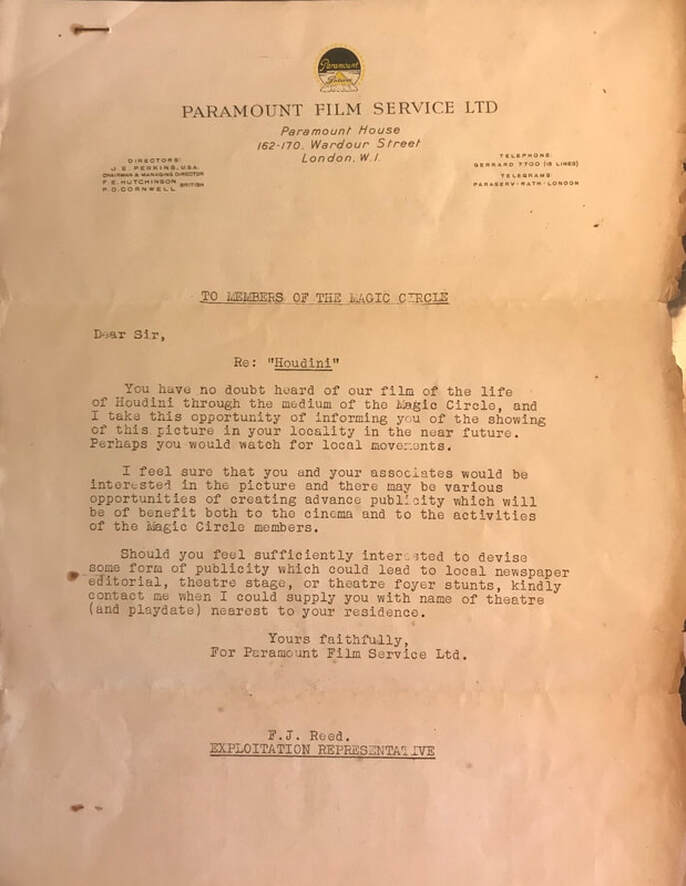 Paramount
Pictures
PARAMOUNT FILM SERVICE LTD
Paramount House
162-170, Wardour Street
London, W.1.
DIRECTORS:
J. E. PERKINS, U.S.A.
CHAIRMAN & MANAGING DIRECTOR
F. E. HUTCHINSON
P. D. CORNWELL
BRITISH
TELEPHONE:
GERRARD 7700 (15 LINES)
TELEGRAMS:
PARASERV-RATH-LONDON
TO MEMBERS OF THE MAGIC CIRCLE
Dear Sir,
Re: "Houdini"
You have no doubt heard of our film of the life
of Houdini through the medium of the Magic Circle, and
I take this opportunity of informing you of the showing
of this picture in your locality in the near future.
Perhaps you would watch for local movements.
I feel sure that you and your associates would be
interested in the picture and there may be various
opportunities of creating advance publicity which will
be of benefit both to the cinema and to the activities
of the Magic Circle members.
Should you feel sufficiently interested to devise
some form of publicity which could lead to local newspaper
editorial, theatre stage, or theatre foyer stunts, kindly
contact me when I could supply you with name of theatre
(and playdate) nearest to your residence.
Yours faithfully,
For Paramount Film Service Ltd.
F.J. Reed.
EXPLOITATION REPRESENTATIVE